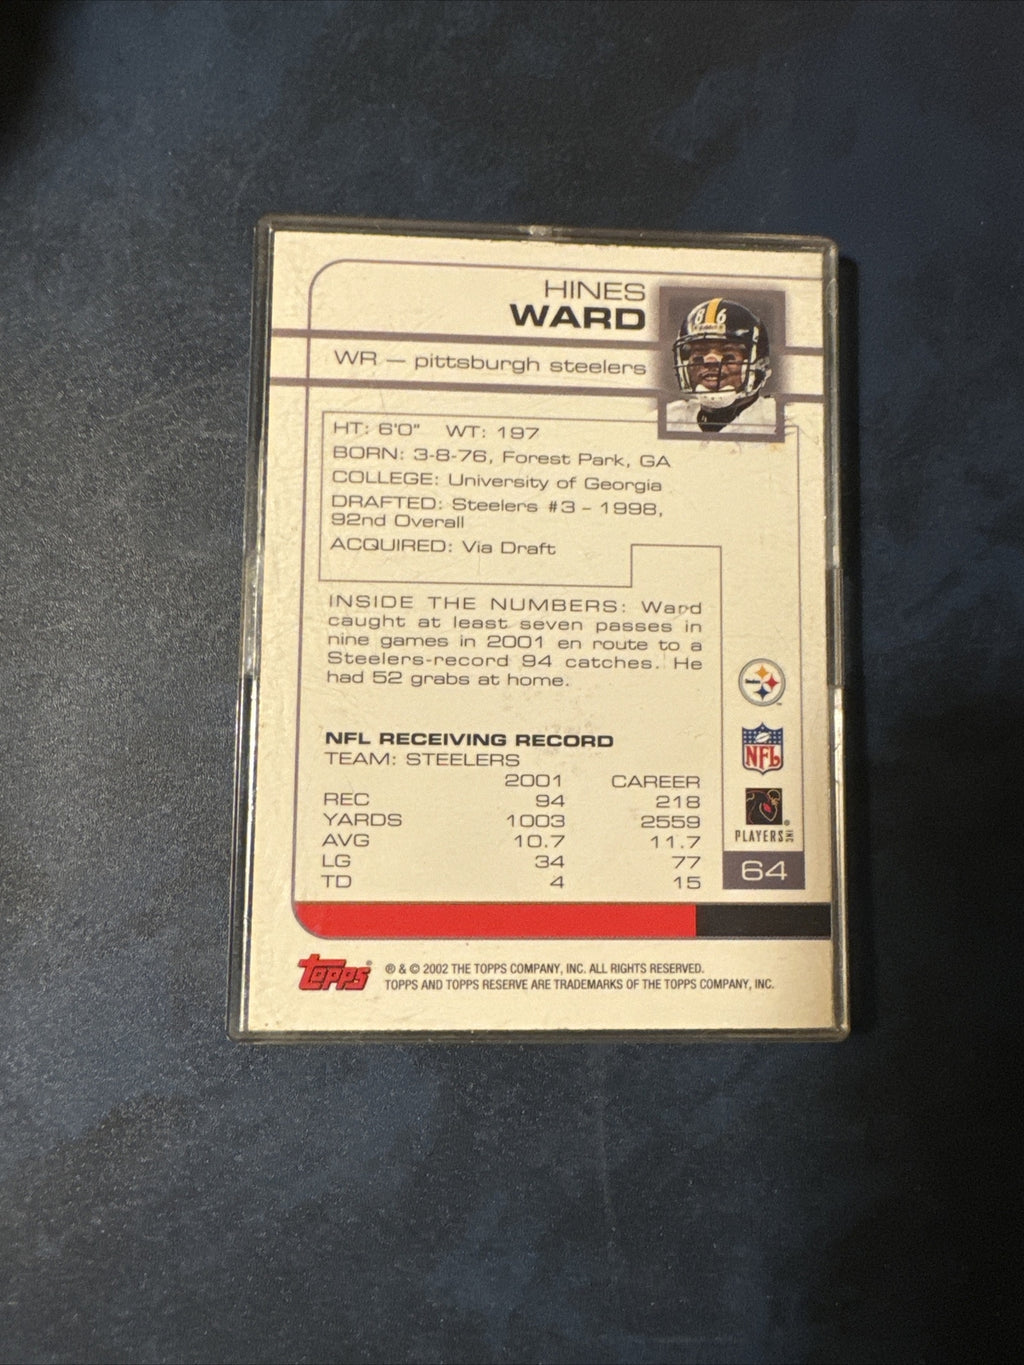 HINES
WARD
WR — pittsburgh steelers
86
HT: 6'0"   WT: 197
BORN: 3-8-76, Forest Park, GA
COLLEGE: University of Georgia
DRAFTED: Steelers #3 - 1998,
92nd Overall
ACQUIRED: Via Draft
INSIDE THE NUMBERS: Ward
caught at least seven passes in
nine games in 2001 en route to a
Steelers-record 94 catches. He
had 52 grabs at home.
Steelers
NFL RECEIVING RECORD
TEAM: STEELERS
2001 CAREER
REC 94 218
YARDS 1003 2559
AVG 10.7 11.7
LG 34 77
TD 4 15
NFL
PLAYERS INC
64
Topps
® & © 2002 THE TOPPS COMPANY, INC. ALL RIGHTS RESERVED.
TOPPS AND TOPPS RESERVE ARE TRADEMARKS OF THE TOPPS COMPANY, INC.